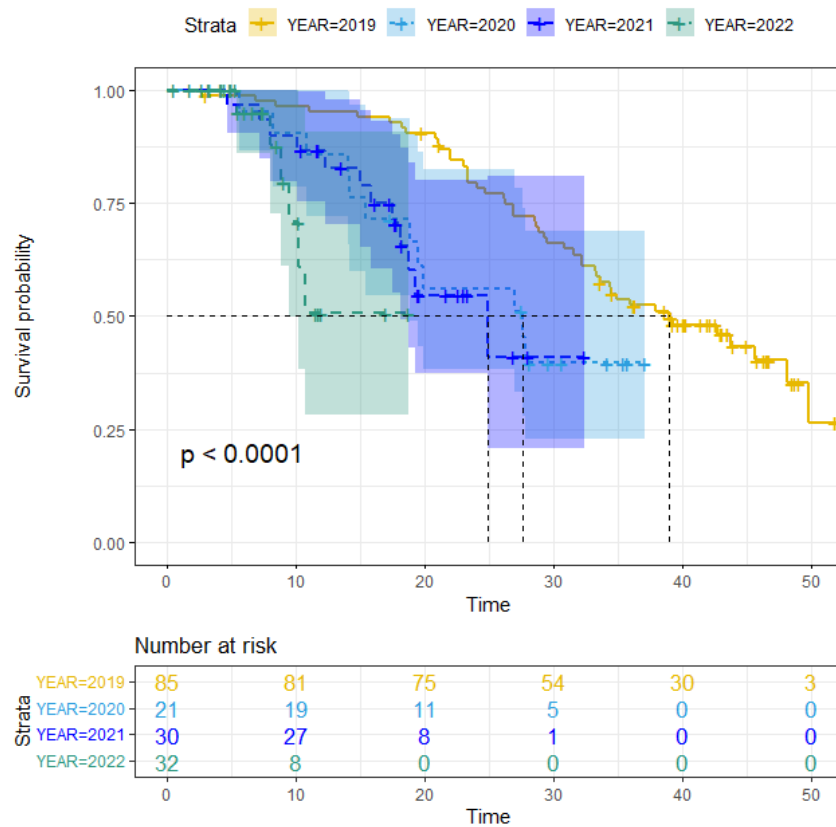 Strata YEAR=2019 YEAR=2020 YEAR=2021 YEAR=2022
Survival probability
1.00
0.75
0.50
0.25
0.00
p < 0.0001
0 10 20 30 40 50
Time
Number at risk
Strata
YEAR=2019 85 81 75 54 30 3
YEAR=2020 21 19 11 5 0 0
YEAR=2021 30 27 8 1 0 0
YEAR=2022 32 8 0 0 0 0
0 10 20 30 40 50
Time